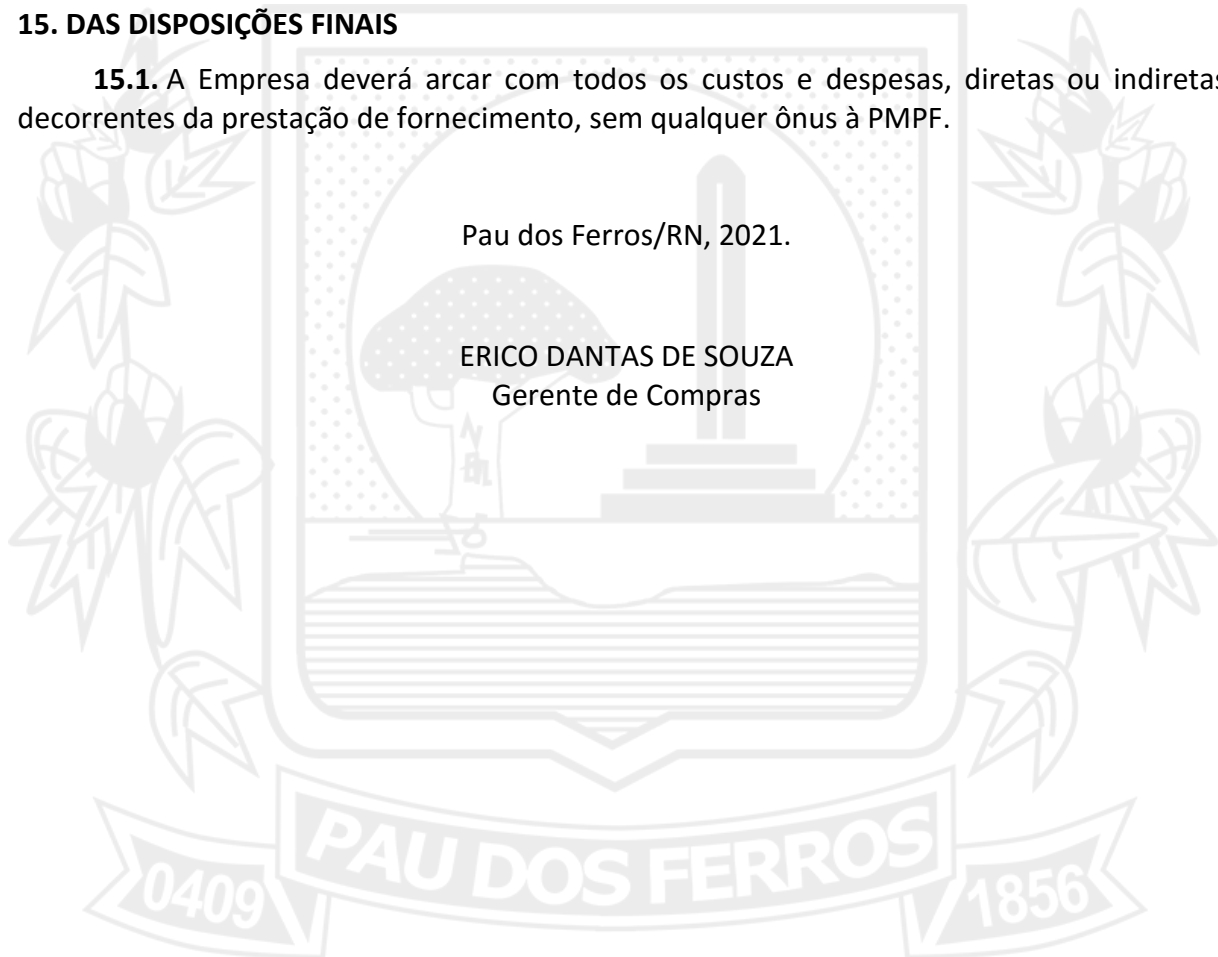 15. DAS DISPOSIÇÕES FINAIS
15.1. A Empresa deverá arcar com todos os custos e despesas, diretas ou indiretas
decorrentes da prestação de fornecimento, sem qualquer ônus à PMPF.
Pau dos Ferros/RN, 2021.
ERICO DANTAS DE SOUZA
Gerente de Compras
PAU DOS FERROS
0409
1856